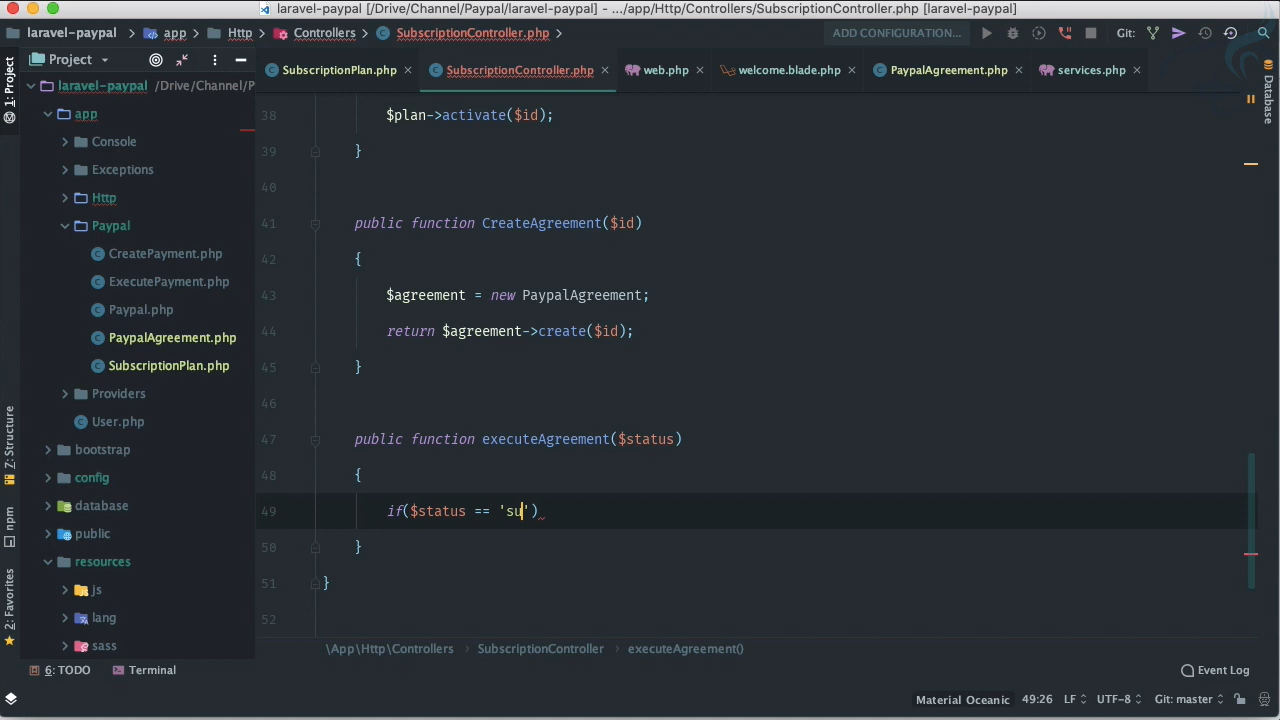 laravel-paypal [/Drive/Channel/Paypal/laravel-paypal] - .../app/Http/Controllers/SubscriptionController.php [laravel-paypal]
laravel-paypal app Http Controllers SubscriptionController.php ADD CONFIGURATION... Git:
Project
SubscriptionPlan.php SubscriptionController.php web.php welcome.blade.php PaypalAgreement.php services.php
1: Project
Z: Structure
npm
2: Favorites
Database
laravel-paypal /Drive/Channel/P
app
Console
Exceptions
Http
Paypal
CreatePayment.php
ExecutePayment.php
Paypal.php
PaypalAgreement.php
SubscriptionPlan.php
Providers
User.php
bootstrap
config
database
public
resources
js
lang
sass
38 $plan->activate($id);
39 }
40
41 public function CreateAgreement($id)
42 {
43 $agreement = new PaypalAgreement;
44 return $agreement->create($id);
45 }
46
47 public function executeAgreement($status)
48 {
49 if($status == 'su')
50 }
51 }
52
\App\Http\Controllers SubscriptionController executeAgreement()
6: TODO Terminal Event Log
Material Oceanic 49:26 LF UTF-8 Git: master